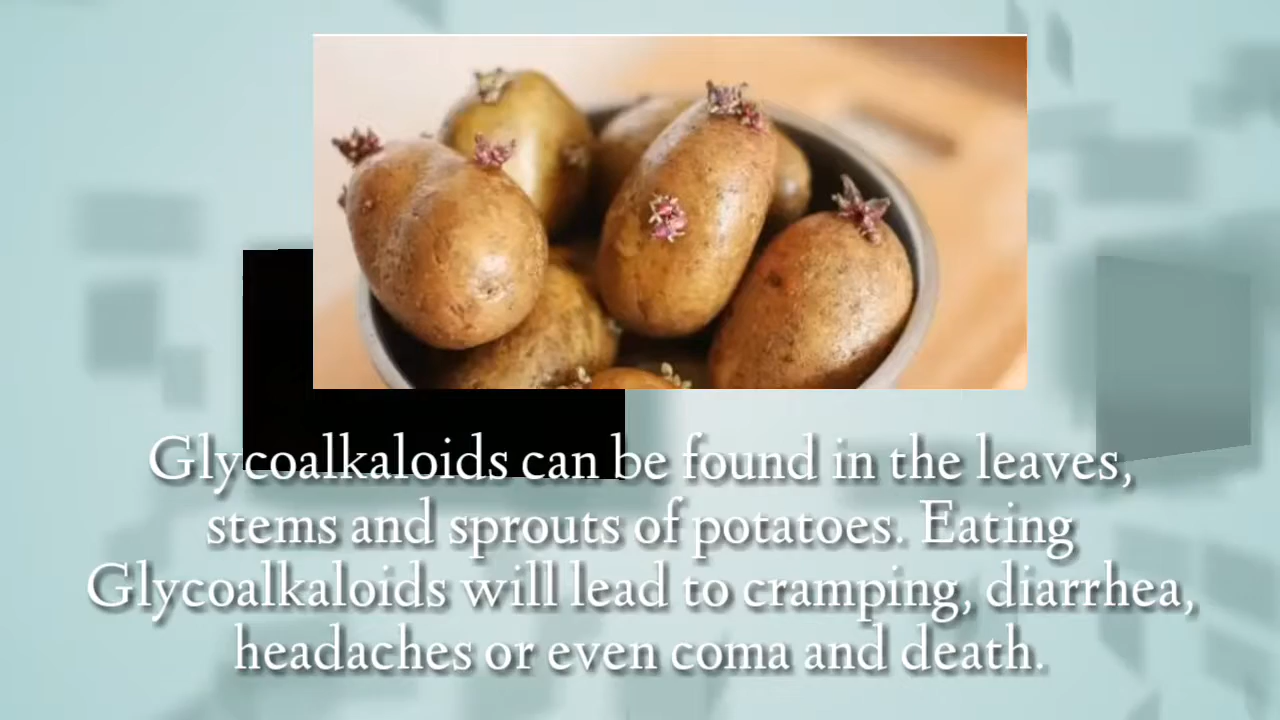 Glycoalkaloids can be found in the leaves,
stems and sprouts of potatoes. Eating
Glycoalkaloids will lead to cramping, diarrhea,
headaches or even coma and death.